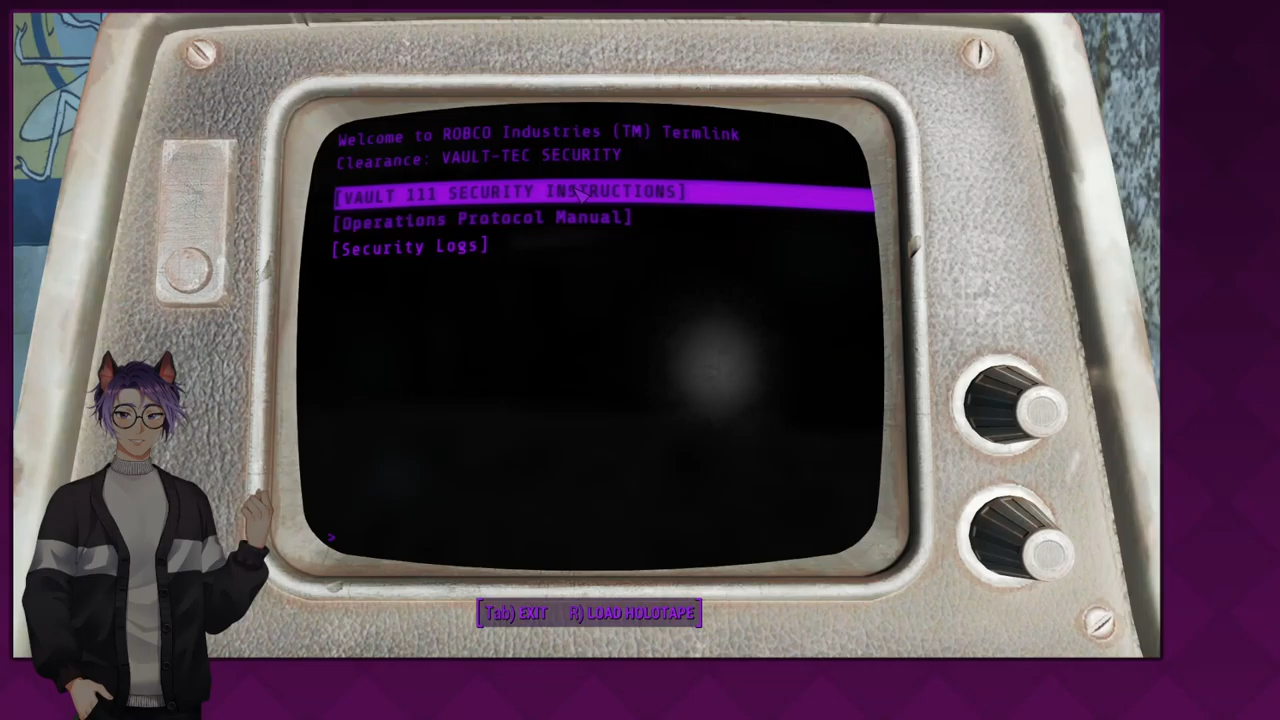 Welcome to ROBCO Industries (TM) Termlink
Clearance: VAULT-TEC SECURITY
[VAULT 111 SECURITY INSTRUCTIONS]
[Operations Protocol Manual]
[Security Logs]
>
[Tab) EXIT R) LOAD HOLOTAPE]